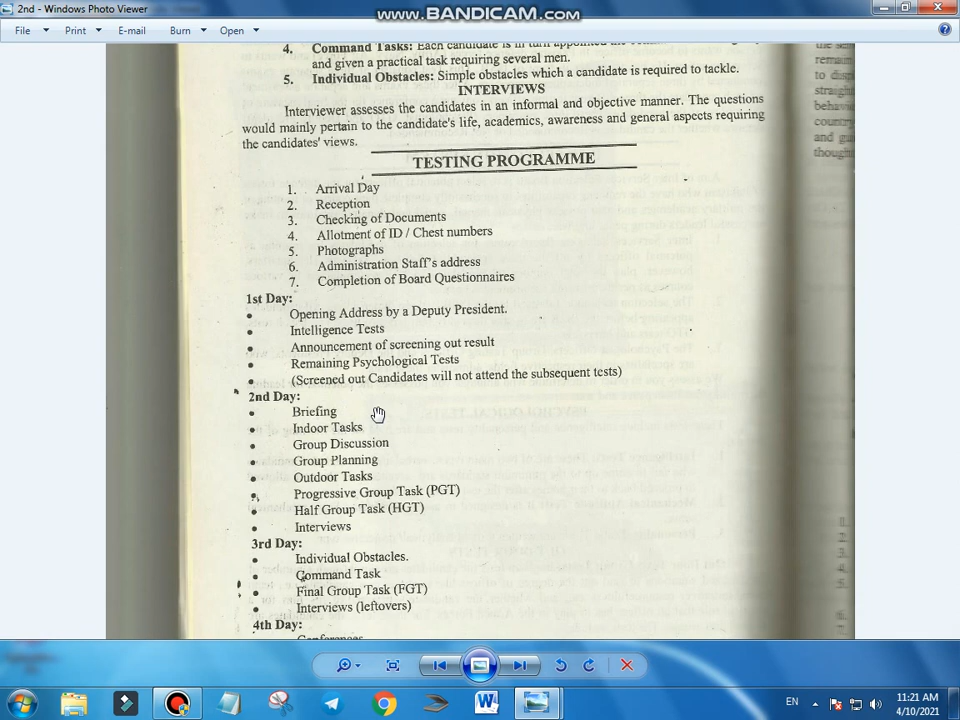 2nd - Windows Photo Viewer
www.BANDICAM.com
File Print E-mail Burn Open
4. Command Tasks: Each candidate is in turn appointed
and given a practical task requiring several men.
5. Individual Obstacles: Simple obstacles which a candidate is required to tackle.
INTERVIEWS
Interviewer assesses the candidates in an informal and objective manner. The questions
would mainly pertain to the candidate's life, academics, awareness and general aspects requiring
the candidates' views.
TESTING PROGRAMME
1. Arrival Day
2. Reception
3. Checking of Documents
4. Allotment of ID / Chest numbers
5. Photographs
6. Administration Staff's address
7. Completion of Board Questionnaires
1st Day:
• Opening Address by a Deputy President.
• Intelligence Tests
• Announcement of screening out result
• Remaining Psychological Tests
• (Screened out Candidates will not attend the subsequent tests)
2nd Day:
• Briefing
• Indoor Tasks
• Group Discussion
• Group Planning
• Outdoor Tasks
• Progressive Group Task (PGT)
• Half Group Task (HGT)
• Interviews
3rd Day:
• Individual Obstacles.
• Command Task
• Final Group Task (FGT)
• Interviews (leftovers)
4th Day:
Conferences
EN
11:21 AM
4/10/2021